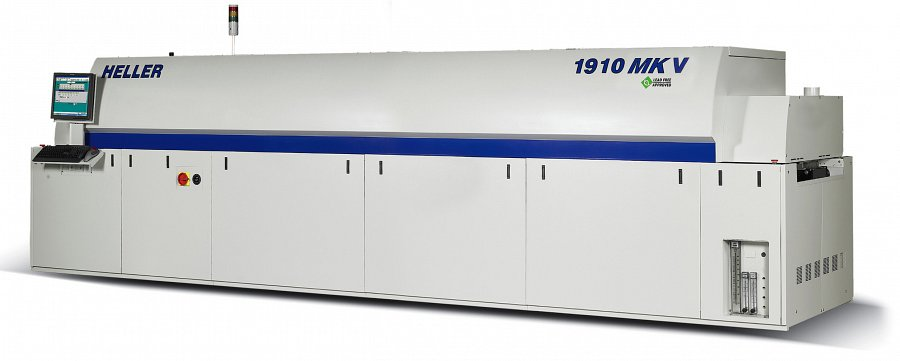 HELLER
1910 MK V
LEAD FREE
APPROVED